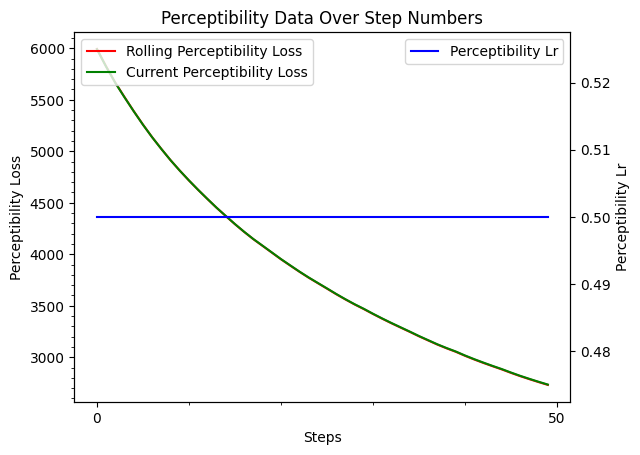 Perceptibility Data Over Step Numbers
Rolling Perceptibility Loss
Current Perceptibility Loss
Perceptibility Lr
6000
5500
5000
4500
4000
3500
3000
Perceptibility Loss
0.52
0.51
0.50
0.49
0.48
Perceptibility Lr
0
50
Steps